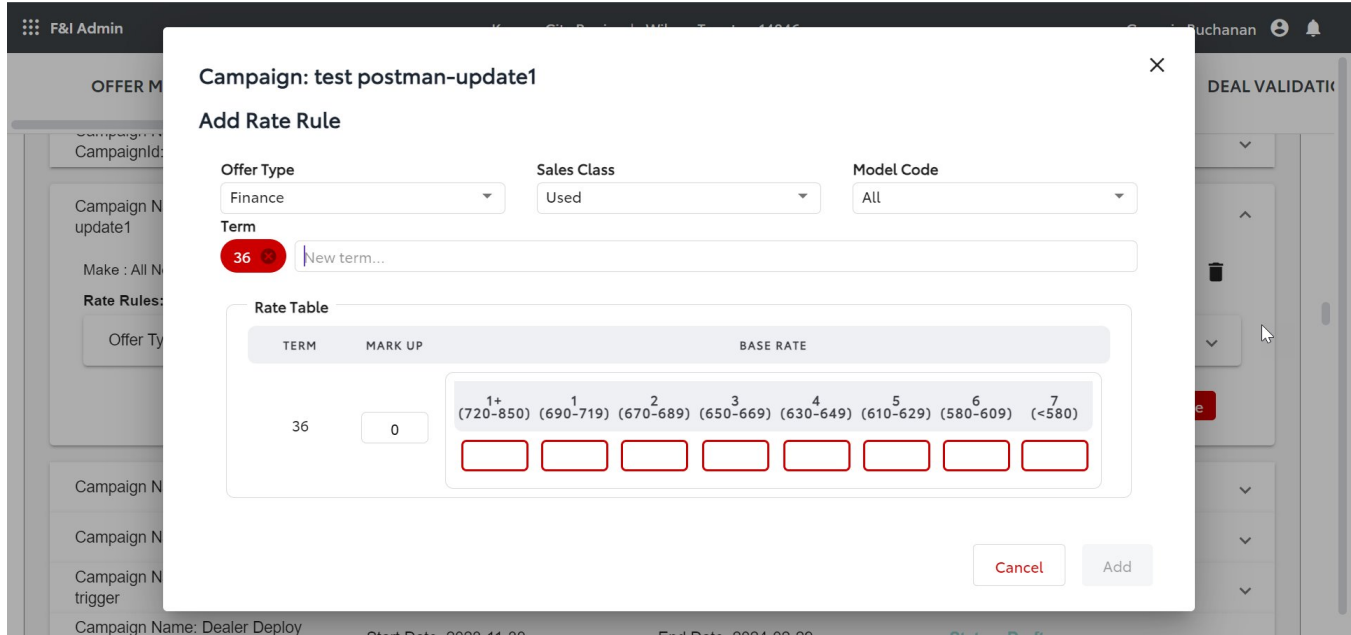 F&I Admin
Buchanan
OFFER M
DEAL VALIDATI
Campaign: test postman-update1
Add Rate Rule
CampaignId:
Offer Type
Sales Class
Model Code
Finance
Used
All
Campaign N
update1
Term
36
New term...
Make : All N
Rate Rules:
Rate Table
Offer Ty
TERM
MARK UP
BASE RATE
1+ 1 2 3 4 5 6 7
(720-850) (690-719) (670-689) (650-669) (630-649) (610-629) (580-609) (<580)
36
0
e
Campaign N
Campaign N
Campaign N
trigger
Cancel
Add
Campaign Name: Dealer Deploy